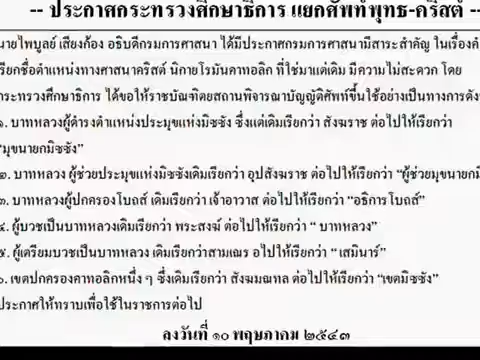 -- ประกาศกระทรวงศึกษาธิการ แยกศัพท์พุทธ-คริสต์ --
นายไพบูลย์ เสียงก้อง อธิบดีกรมการศาสนา ได้มีประกาศกรมการศาสนามีสาระสำคัญ ในเรื่องคำ
เรียกชื่อตำแหน่งทางศาสนาคริสต์ นิกายโรมันคาทอลิก ที่ใช่มาแต่เดิม มีความไม่สะดวก โดย
กระทรวงศึกษาธิการ ได้ขอให้ราชบัณฑิตยสถานพิจารณาบัญญัติศัพท์ขึ้นใช้อย่างเป็นทางการดัง
๑. บาทหลวงผู้ดำรงตำแหน่งประมุขแห่งมิซซัง ซึ่งแต่เดิมเรียกว่า สังฆราช ต่อไปให้เรียกว่า
“มุขนายกมิซซัง”
๒. บาทหลวง ผู้ช่วยประมุขแห่งมิซซังเดิมเรียกว่า อุปสังฆราช ต่อไปให้เรียกว่า “ผู้ช่วยมุขนายกมิ
๓. บาทหลวงผู้ปกครองโบถส์ เดิมเรียกว่า เจ้าอาวาส ต่อไปให้เรียกว่า “อธิการโบถส์”
๔. ผู้บวชเป็นบาทหลวงเดิมเรียกว่า พระสงฆ์ ต่อไปให้เรียกว่า “ บาทหลวง”
๕. ผู้เตรียมบวชเป็นบาทหลวง เดิมเรียกว่าสามเณร อไปให้เรียกว่า “ เสมินาร์”
๖. เขตปกครองคาทอลิกหนึ่ง ๆ ซึ่งเดิมเรียกว่า สังฆมณทล ต่อไปให้เรียกว่า “เขตมิซซัง”
ประกาศให้ทราบเพื่อใช้ในราชการต่อไป
ลงวันที่ ๑๐ พฤษภาคม ๒๕๔๓